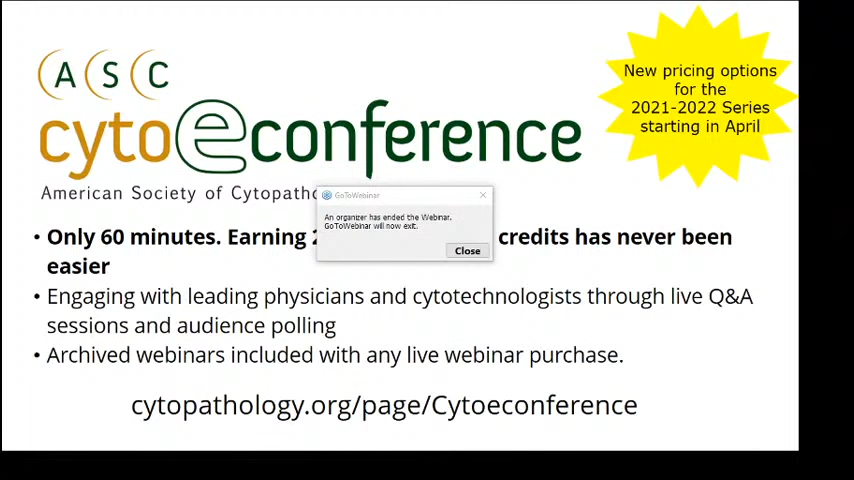 A S C
cytoeconference
American Society of
New pricing options
for the
2021-2022 Series
starting in April
GoToWebinar
An organizer has ended the Webinar.
GoToWebinar will now exit.
Close
• Only 60 minutes. Earning credits has never been
easier
• Engaging with leading physicians and cytotechnologists through live Q&A
sessions and audience polling
• Archived webinars included with any live webinar purchase.
cytopathology.org/page/Cytoeconference